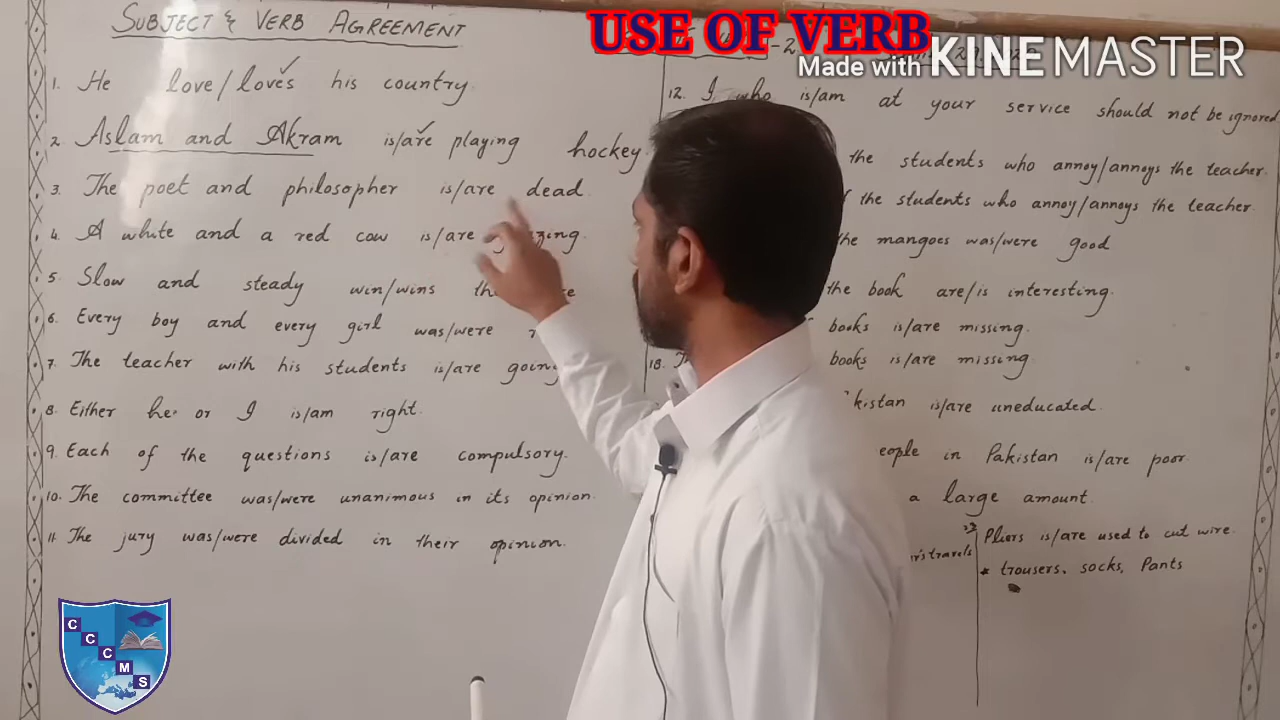 SUBJECT & VERB AGREEMENT
USE OF VERB
Made with KINEMASTER
1. He love/loves his country.
2. Aslam and Akram is/are playing hockey.
3. The poet and philosopher is/are dead.
4. A white and a red cow is/are
5. Slow and steady win/wins
6. Every boy and every girl was/were
7. The teacher with his students is/are going
8. Either he or I is/am right.
9. Each of the questions is/are compulsory.
10. The committee was/were unanimous in its opinion.
11. The jury was/were divided in their opinion.
12. I who is/am at your service should not be ignored
the students who annoy/annoys the teacher.
the students who annoy/annoys the teacher.
the mangoes was/were good
the book are/is interesting.
books is/are missing.
18. books is/are missing.
is/are uneducated.
in Pakistan is/are poor
a large amount.
23 Pliers is/are used to cut wire.
travels
* trousers, socks, Pants
C C C M S